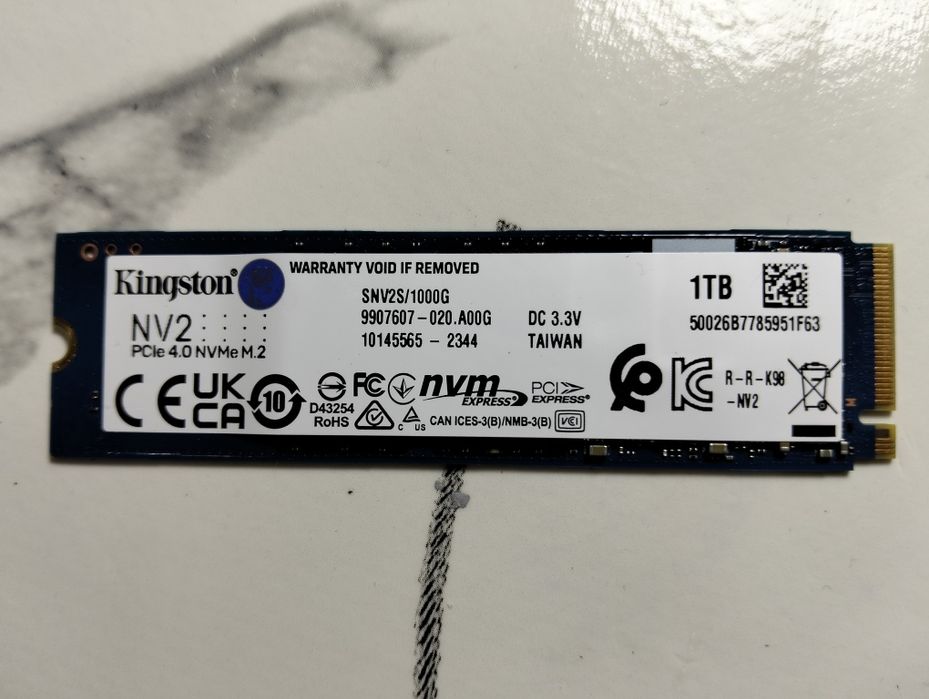 Kingston®
WARRANTY VOID IF REMOVED
NV2
PCIe 4.0 NVMe M.2
SNV2S/1000G
9907607-020.A00G DC 3.3V
10145565 - 2344 TAIWAN
1TB
50026B7785951F63
CE UK CA 10
D43254
RoHS
FC
nvm EXPRESS®
PCI EXPRESS®
C US
CAN ICES-3(B)/NMB-3(B) VCI
R-R-K98
-NV2